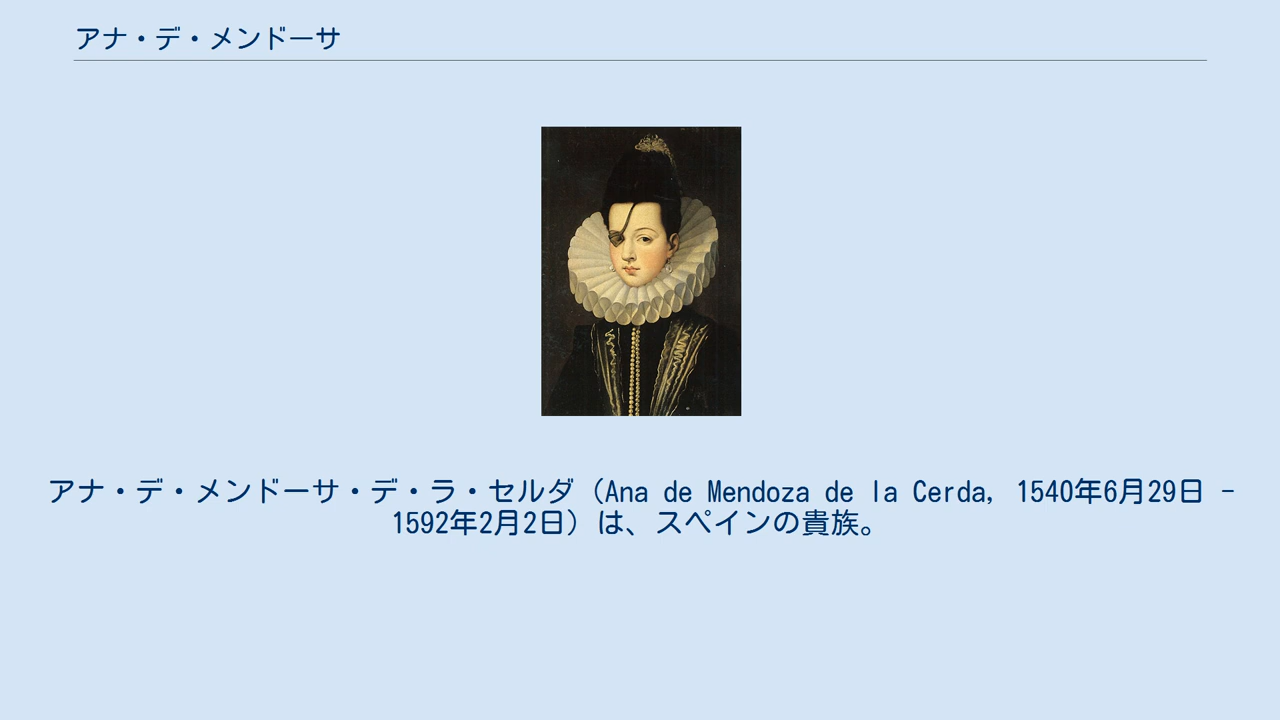 アナ・デ・メンドーサ
アナ・デ・メンドーサ・デ・ラ・セルダ（Ana de Mendoza de la Cerda, 1540年6月29日 -
1592年2月2日）は、スペインの貴族。